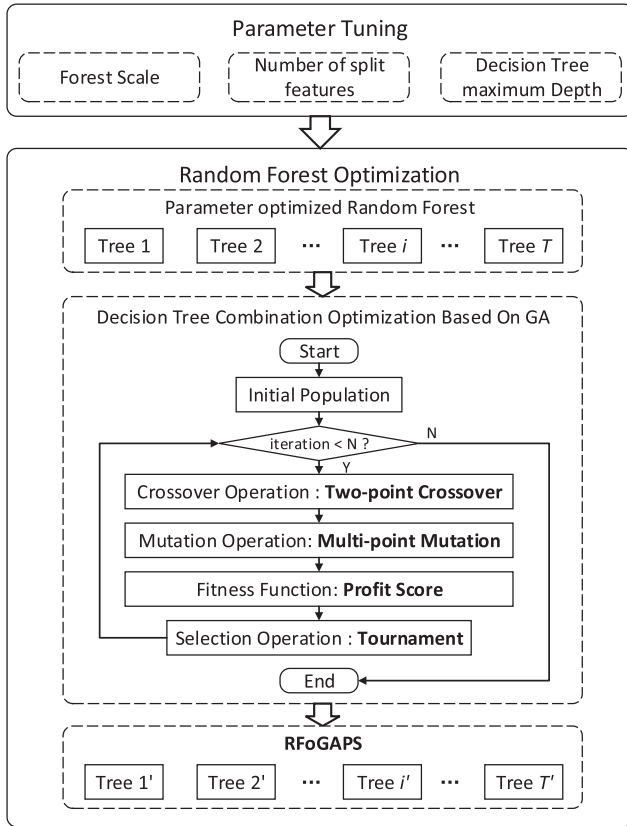 Parameter Tuning
Forest Scale
Number of split
features
Decision Tree
maximum Depth
Random Forest Optimization
Parameter optimized Random Forest
Tree 1 Tree 2 ··· Tree i ··· Tree T
Decision Tree Combination Optimization Based On GA
Start
Initial Population
iteration < N ?
N
Y
Crossover Operation : Two-point Crossover
Mutation Operation: Multi-point Mutation
Fitness Function: Profit Score
Selection Operation : Tournament
End
RFoGAPS
Tree 1' Tree 2' ··· Tree i' ··· Tree T'